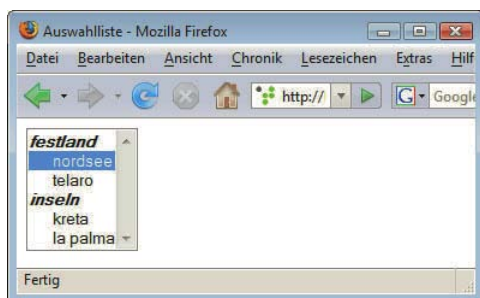 Auswahlliste - Mozilla Firefox
Datei Bearbeiten Ansicht Chronik Lesezeichen Extras Hilf
http:// G Google
festland
nordsee
telaro
inseln
kreta
la palma
Fertig